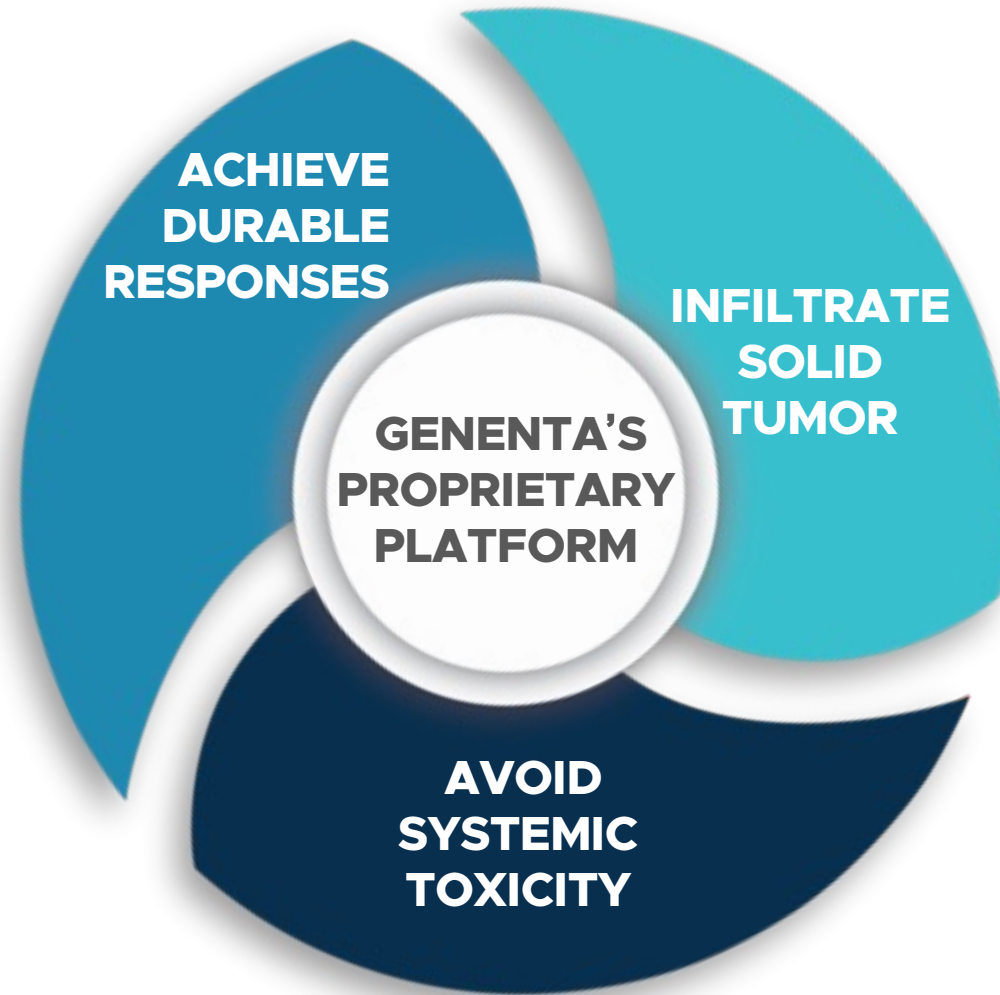 ACHIEVE
DURABLE
RESPONSES
INFILTRATE
SOLID
TUMOR
GENENTA’S
PROPRIETARY
PLATFORM
AVOID
SYSTEMIC
TOXICITY